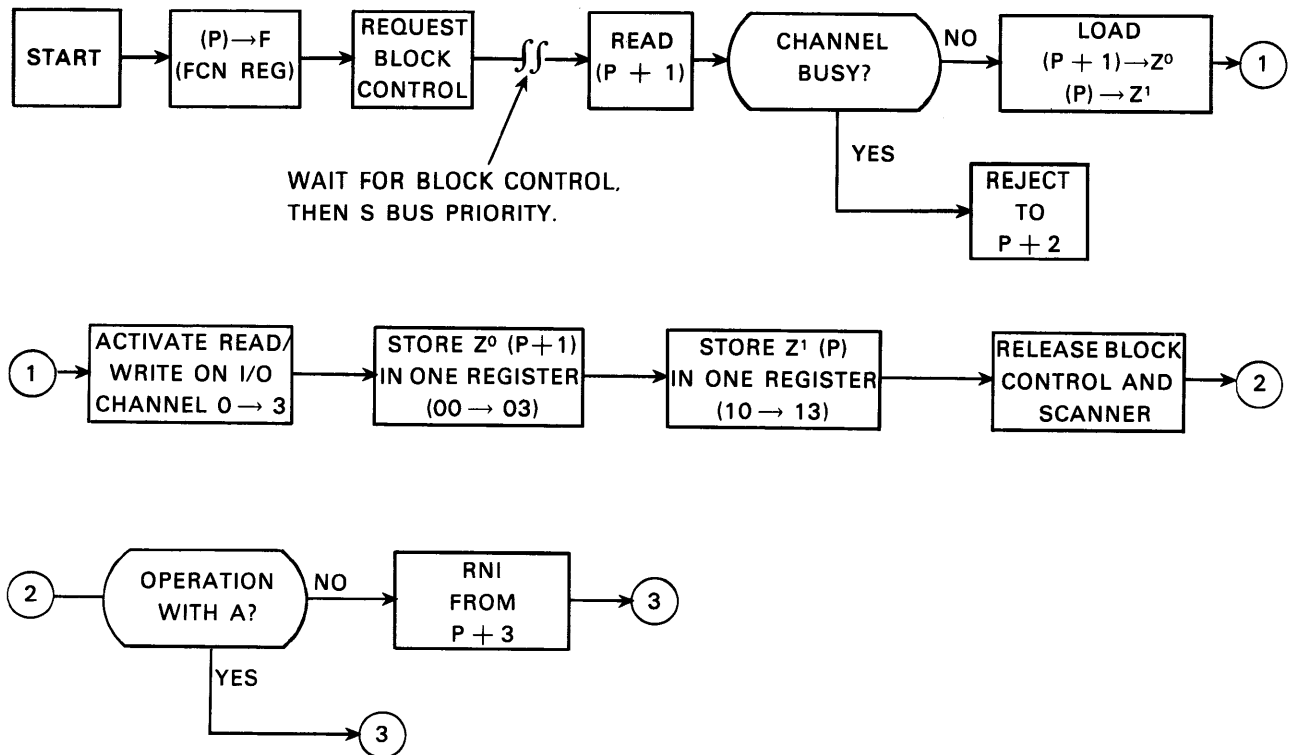 START
(P)→F
(FCN REG)
REQUEST
BLOCK
CONTROL
WAIT FOR BLOCK CONTROL,
THEN S BUS PRIORITY.
READ
(P + 1)
CHANNEL
BUSY?
NO
YES
LOAD
(P + 1)→Z⁰
(P)→Z¹
1
REJECT
TO
P + 2
1
ACTIVATE READ/
WRITE ON I/O
CHANNEL 0 → 3
STORE Z⁰ (P+1)
IN ONE REGISTER
(00 → 03)
STORE Z¹ (P)
IN ONE REGISTER
(10 → 13)
RELEASE BLOCK
CONTROL AND
SCANNER
2
2
OPERATION
WITH A?
NO
RNI
FROM
P + 3
3
YES
3